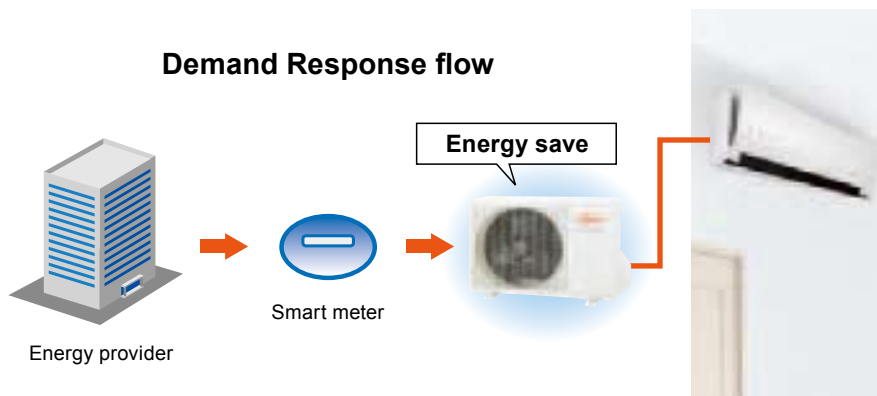 Demand Response flow
Energy save
Smart meter
Energy provider